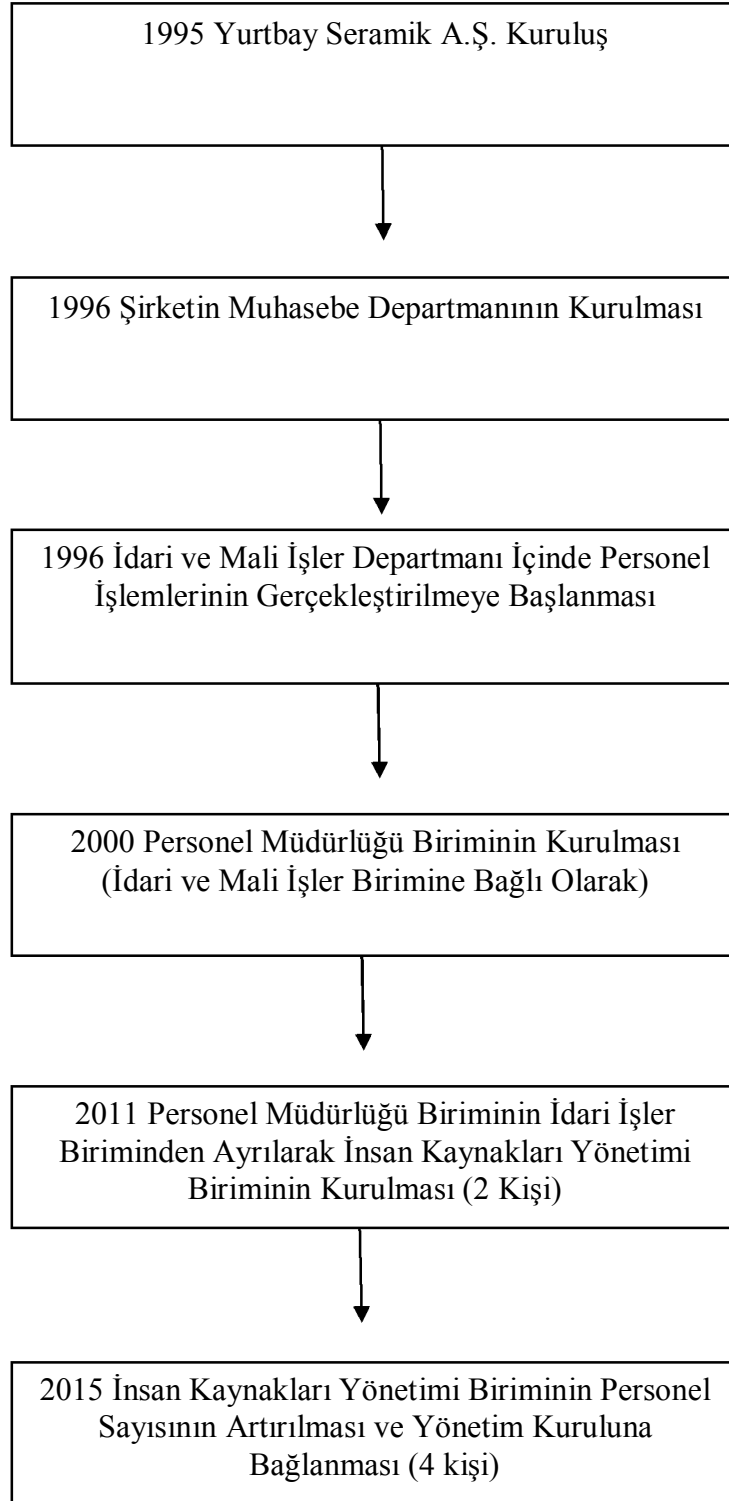 1995 Yurtbay Seramik A.Ş. Kuruluş
1996 Şirketin Muhasebe Departmanının Kurulması
1996 İdari ve Mali İşler Departmanı İçinde Personel
İşlemlerinin Gerçekleştirilmeye Başlanması
2000 Personel Müdürlüğü Biriminin Kurulması
(İdari ve Mali İşler Birimine Bağlı Olarak)
2011 Personel Müdürlüğü Biriminin İdari İşler
Biriminden Ayrılarak İnsan Kaynakları Yönetimi
Biriminin Kurulması (2 Kişi)
2015 İnsan Kaynakları Yönetimi Biriminin Personel
Sayısının Artırılması ve Yönetim Kuruluna
Bağlanması (4 kişi)